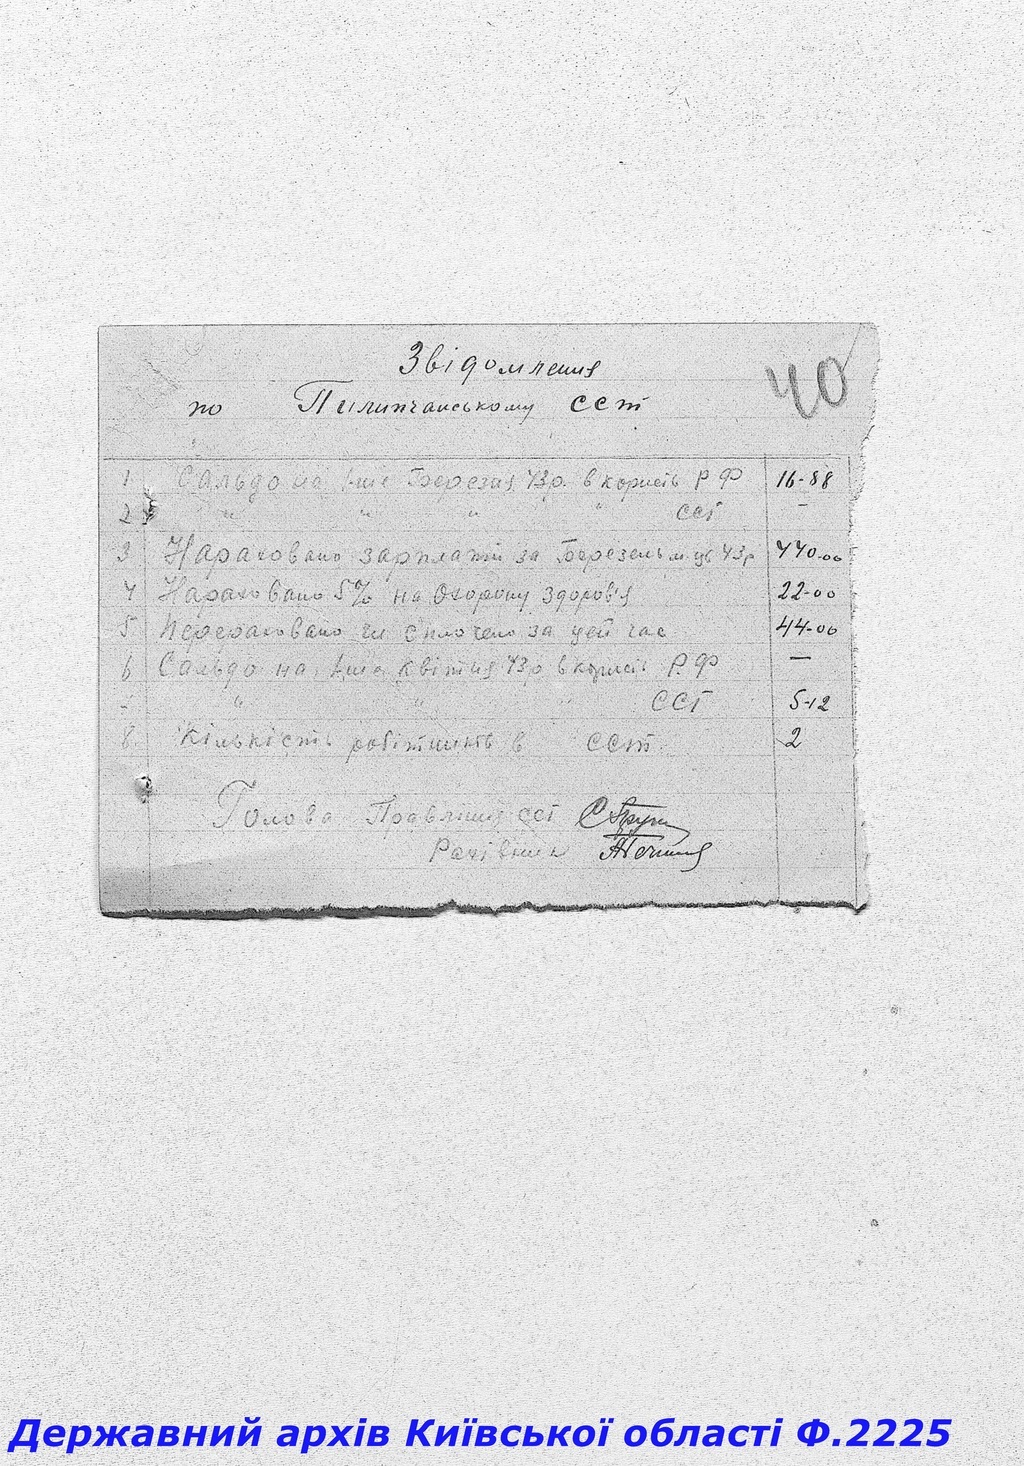 Звідомлення
40
по Пилипчанському ССТ
1 Сальдо на 1-ше Березня 43р. в користь Р.Ф 16-88
2 " " " " ССТ -
3 Нараховано зарплати за Березень м-ць 43р 440-00
4 Нараховано 5% на Охорону здоров'я 22-00
5 Перераховано чи сплочено за цей час 44-00
6 Сальдо на 1-ше квітня 43р в користь Р.Ф —
- " " " ССТ 5-12
8. Кількість робітників в ССТ. 2
Голова Правління ССТ
Рахівник
Державний архів Київської області Ф.2225